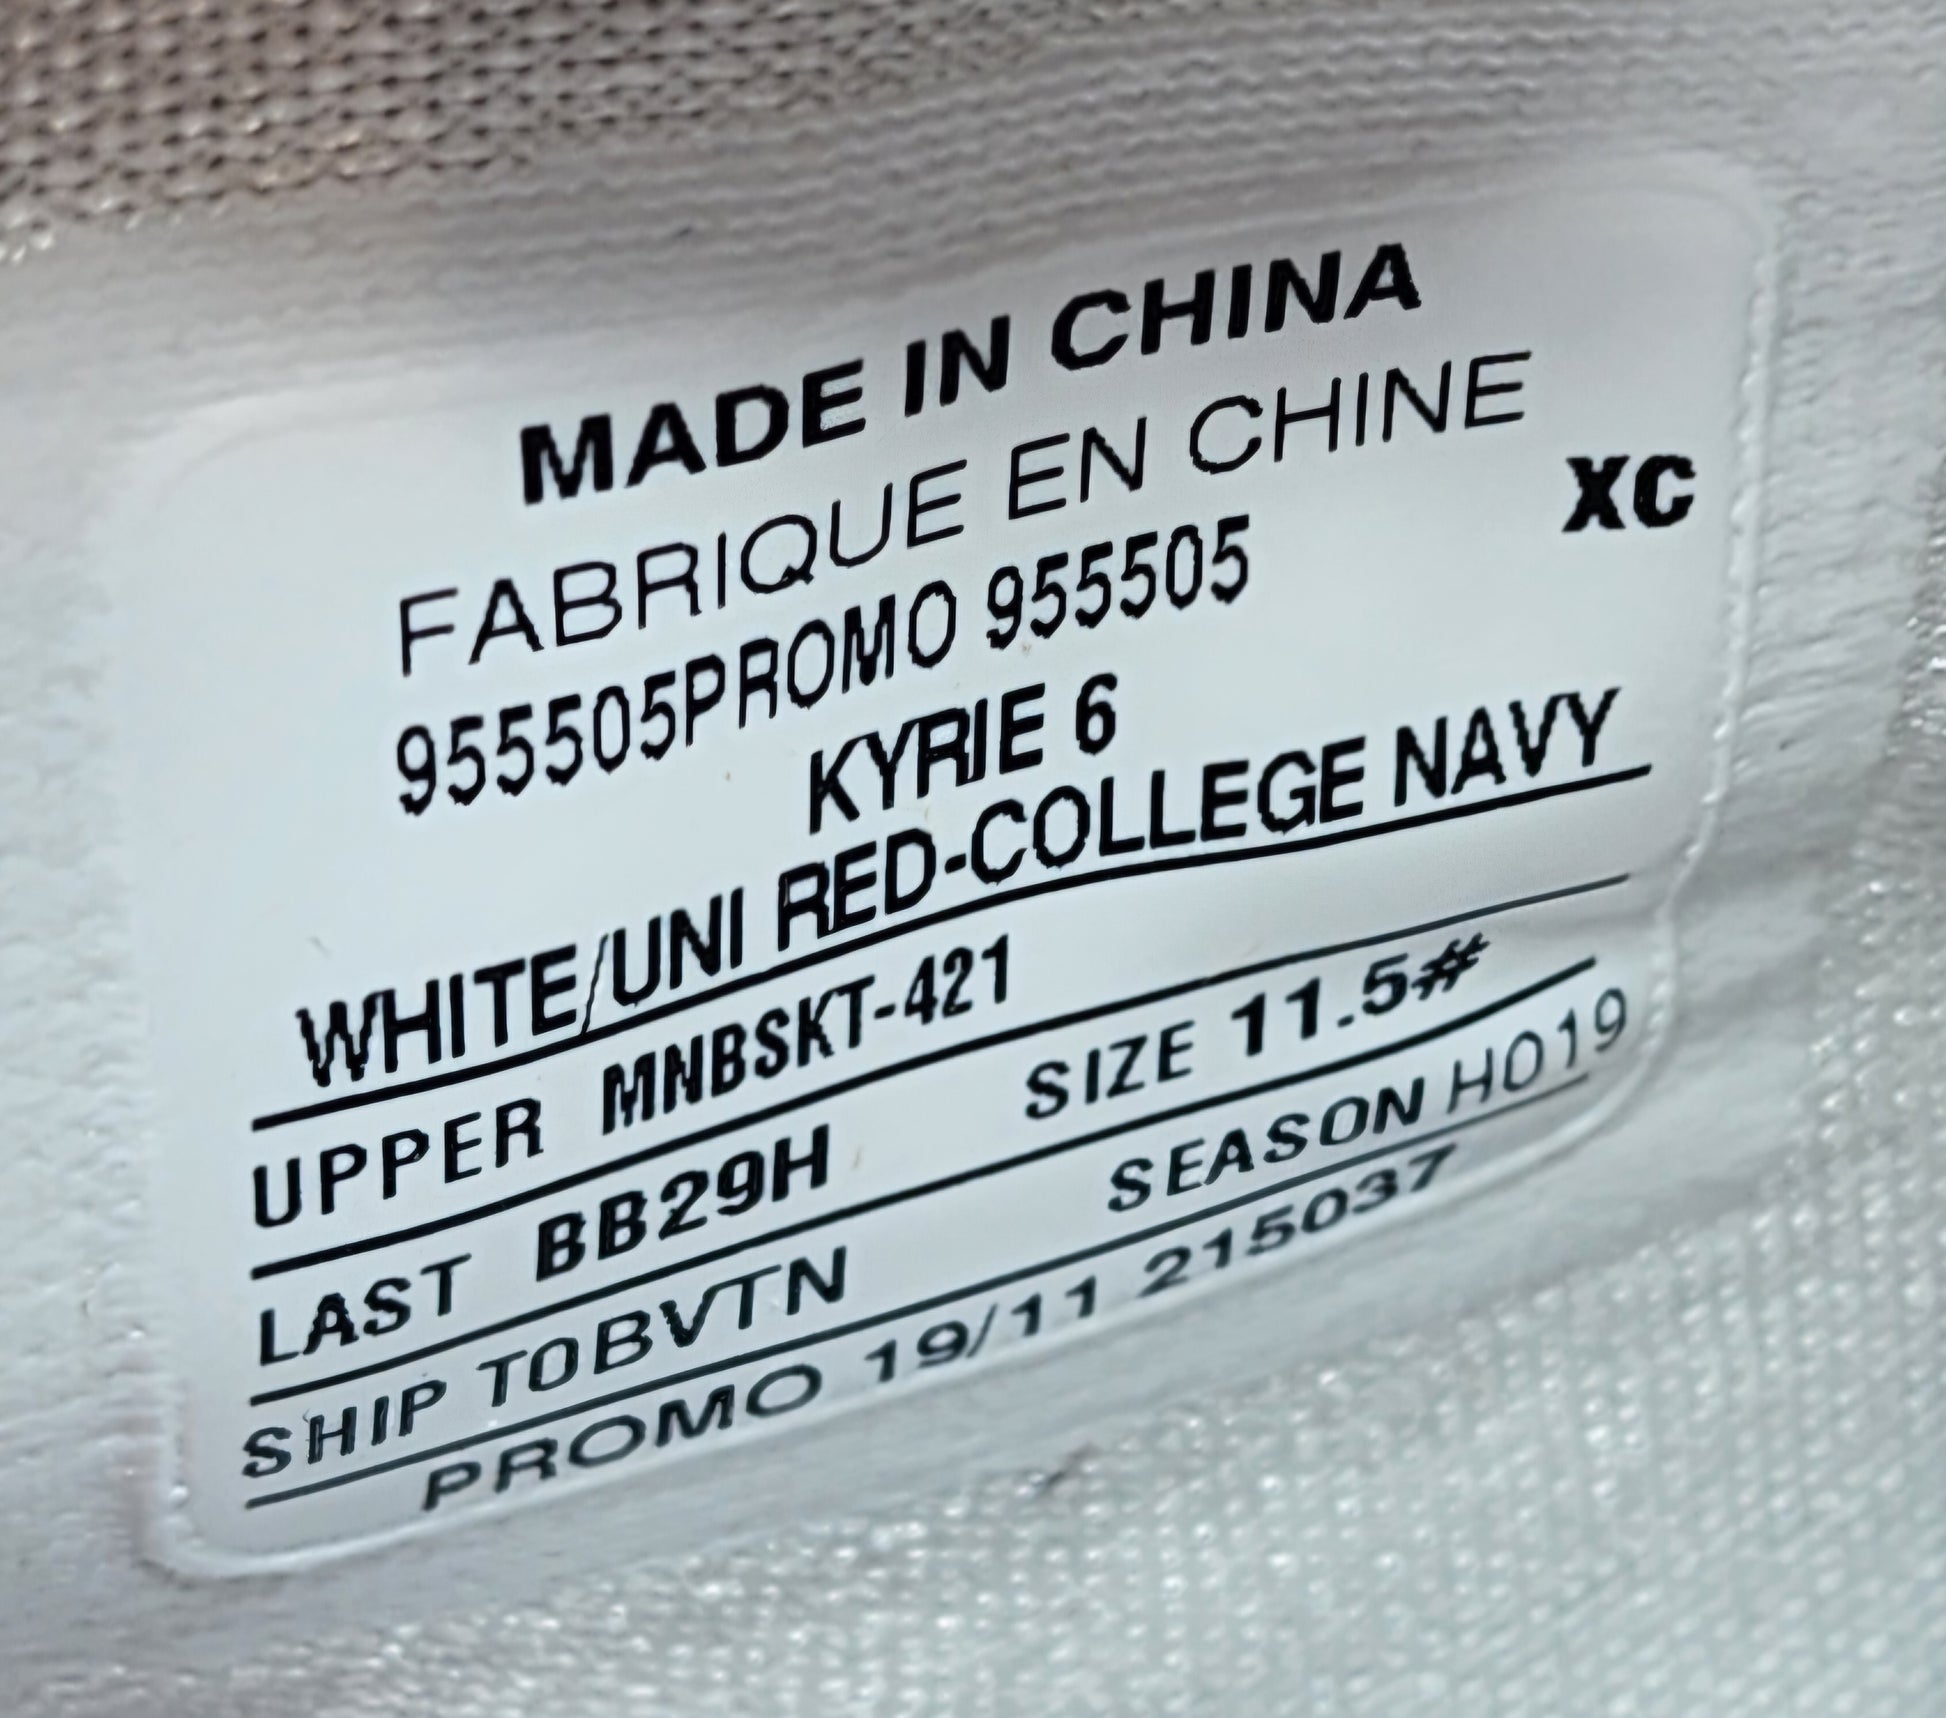 MADE IN CHINA
FABRIQUE EN CHINE
XC
955505PROMO 955505
KYRIE 6
WHITE/UNI RED-COLLEGE NAVY
UPPER MNBSKT-421
LAST BB29H SIZE 11.5#
SHIP TOBVTN SEASON HO19
PROMO 19/11 215037